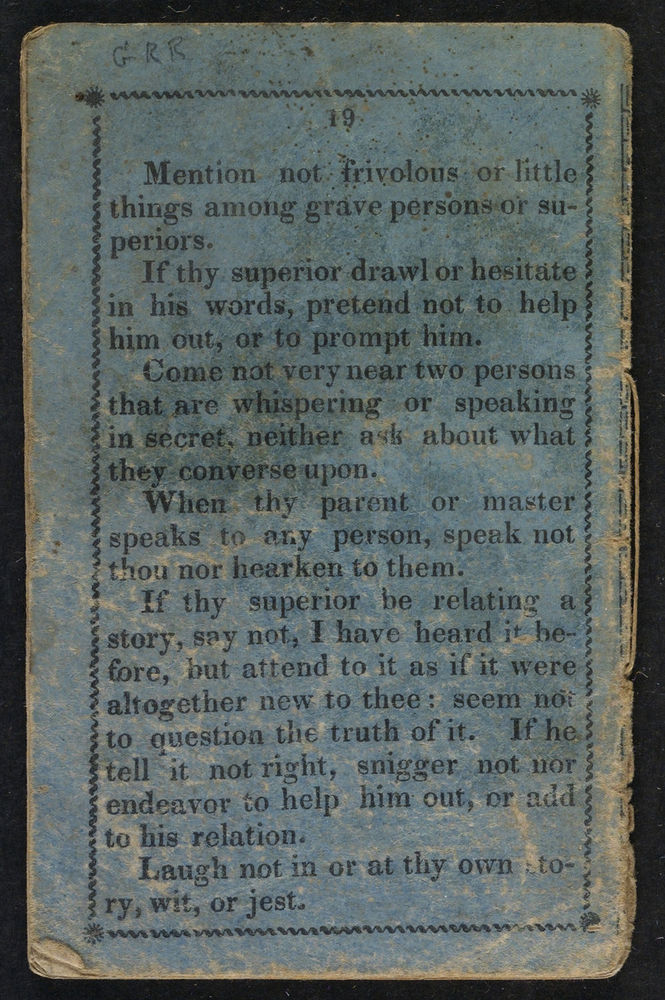 GRR
19
Mention not frivolous or little
things among grave persons or su-
periors.
If thy superior drawl or hesitate
in his words, pretend not to help
him out, or to prompt him.
Come not very near two persons
that are whispering or speaking
in secret, neither ask about what
they converse upon.
When thy parent or master
speaks to any person, speak not
thou nor hearken to them.
If thy superior be relating a
story, say not, I have heard it be-
fore, but attend to it as if it were
altogether new to thee: seem not
to question the truth of it. If he
tell it not right, snigger not nor
endeavor to help him out, or add
to his relation.
Laugh not in or at thy own sto-
ry, wit, or jest.